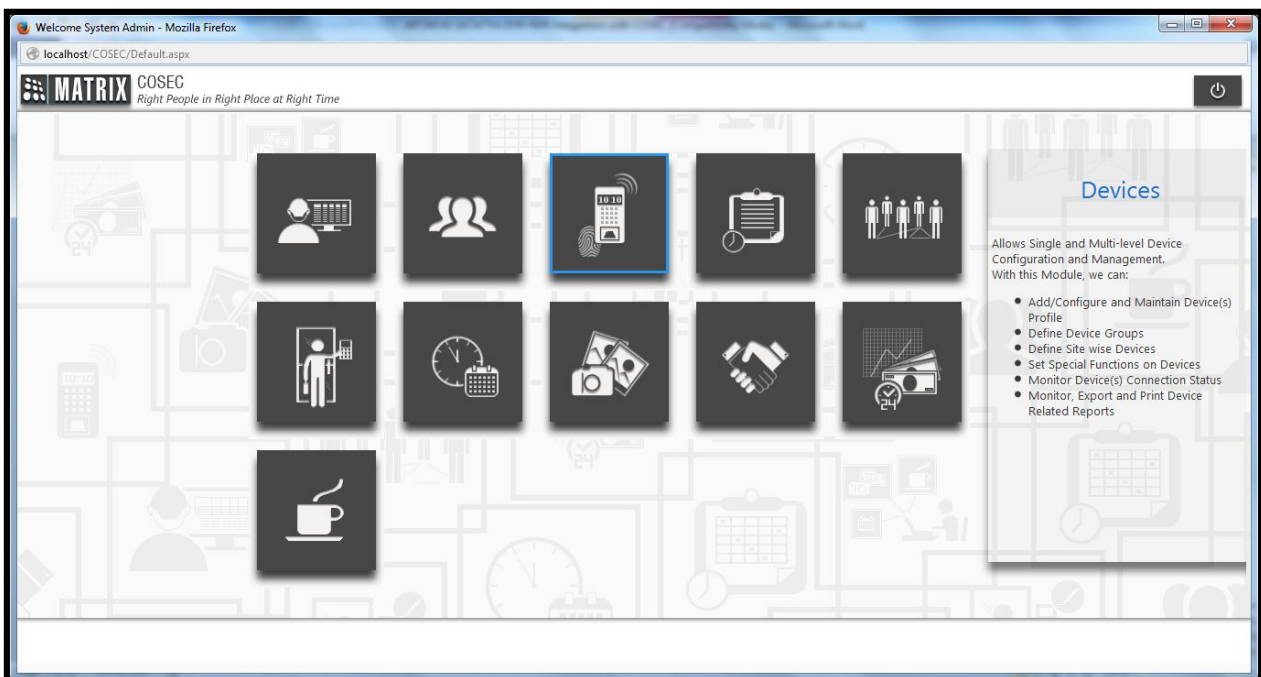 Welcome System Admin - Mozilla Firefox
localhost/COSEC/Default.aspx
MATRIX COSEC
Right People in Right Place at Right Time
10 10
Devices
Allows Single and Multi-level Device
Configuration and Management.
With this Module, we can:
Add/Configure and Maintain Device(s)
Profile
Define Device Groups
Define Site wise Devices
Set Special Functions on Devices
Monitor Device(s) Connection Status
Monitor, Export and Print Device
Related Reports
24